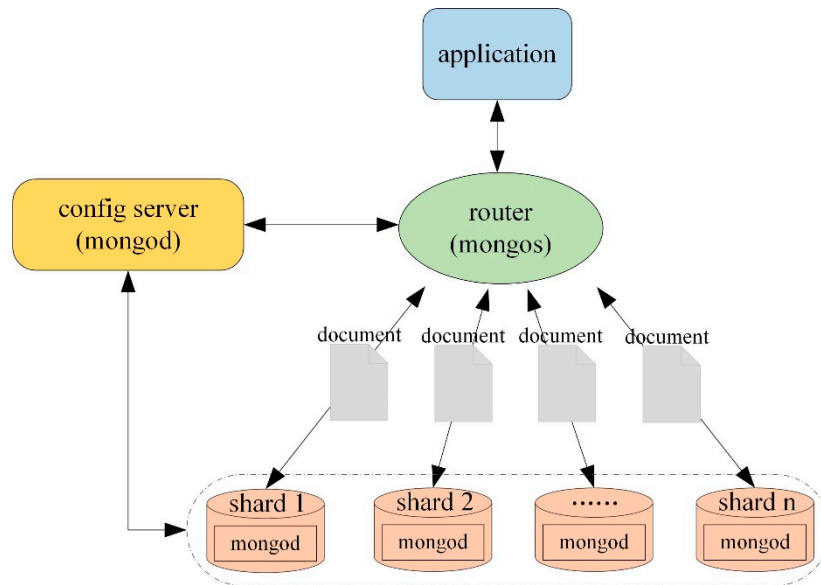 application
config server
(mongod)
router
(mongos)
document
document
document
document
shard 1
shard 2
······
shard n
mongod
mongod
mongod
mongod